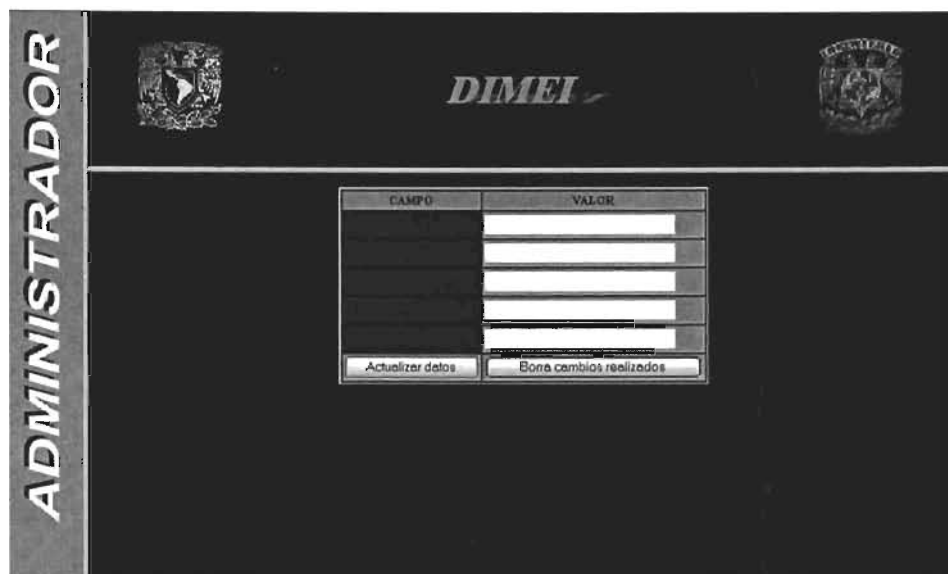 ADMINISTRADOR
DIMEI
CAMPO VALOR
Actualizar datos Borra cambios realizados